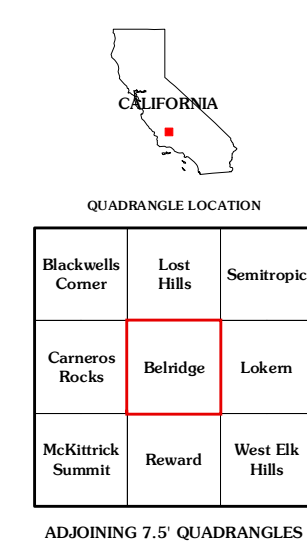 CALIFORNIA
QUADRANGLE LOCATION
Blackwells
Corner
Lost
Hills
Semitropic
Carneros
Rocks
Belridge
Lokern
McKittrick
Summit
Reward
West Elk
Hills
ADJOINING 7.5' QUADRANGLES